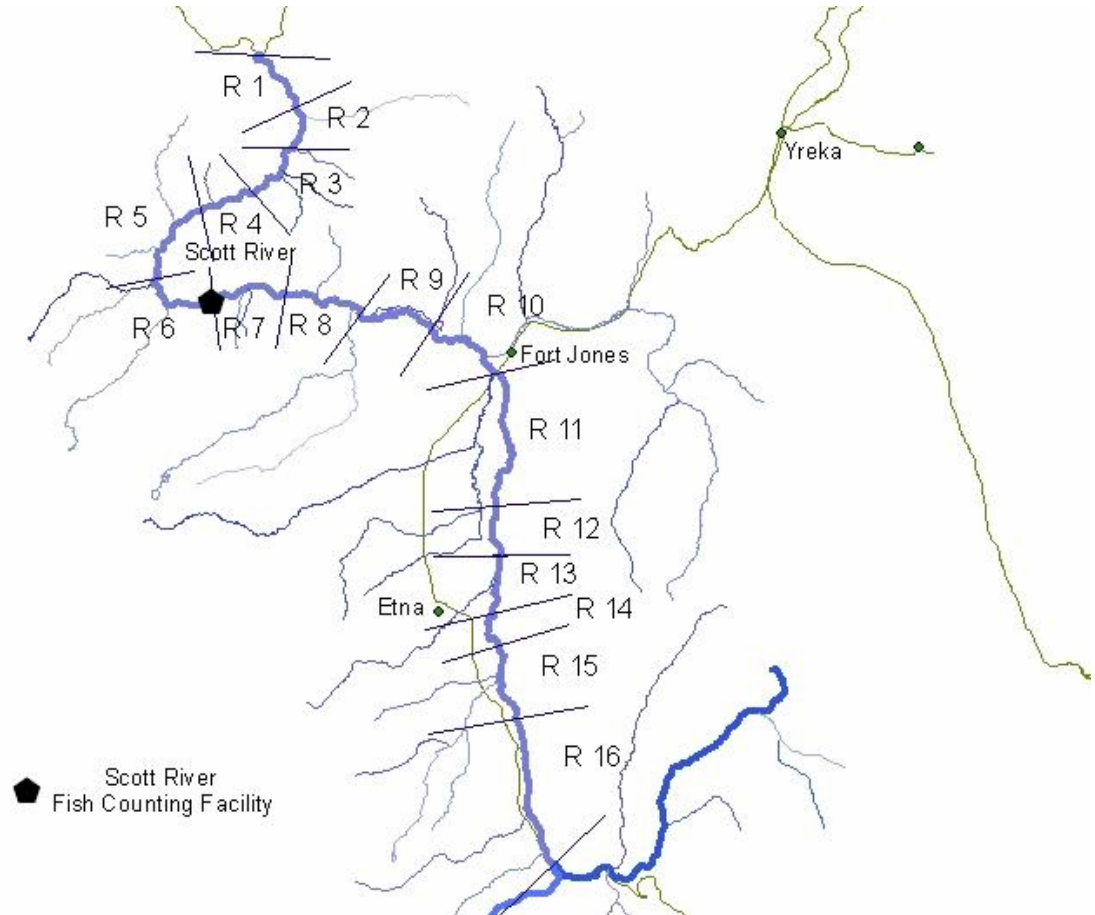 R 1
R 2
Yreka
R 3
R 5
R 4
Scott River
R 9
R 10
R 6
R 7
R 8
Fort Jones
R 11
R 12
R 13
Etna
R 14
R 15
R 16
Scott River
Fish Counting Facility